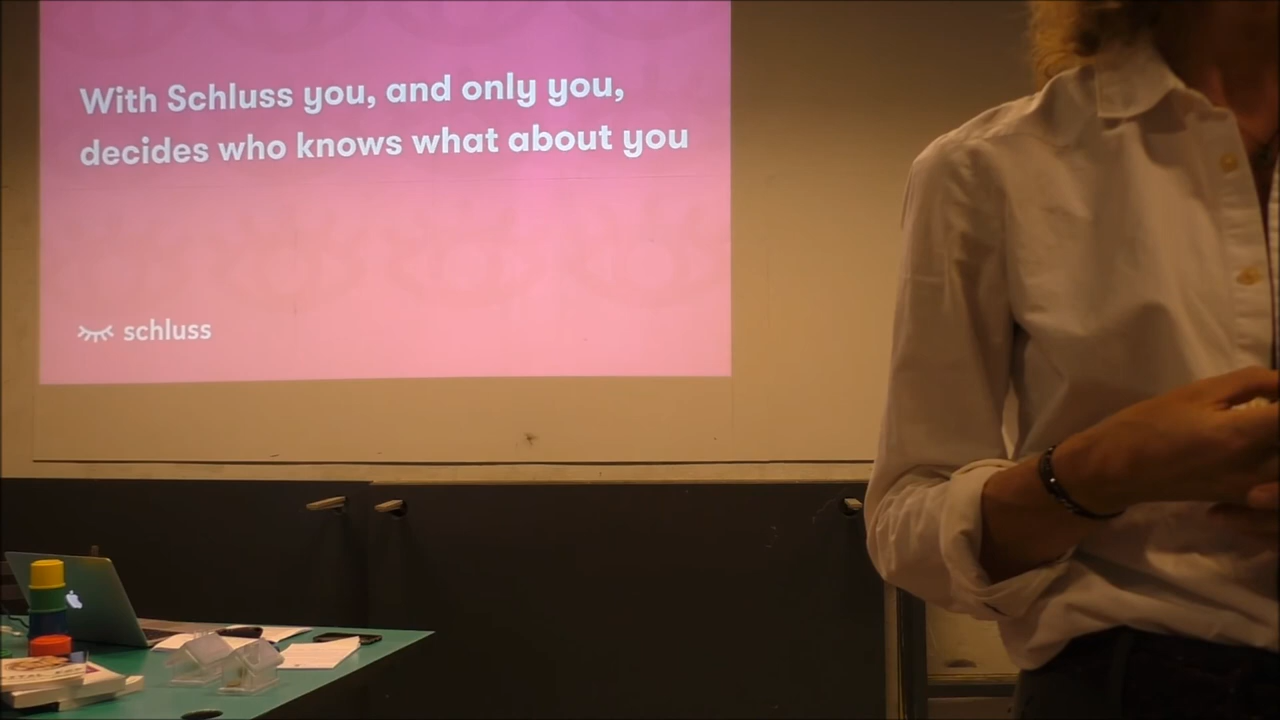 With Schluss you, and only you,
decides who knows what about you
schluss